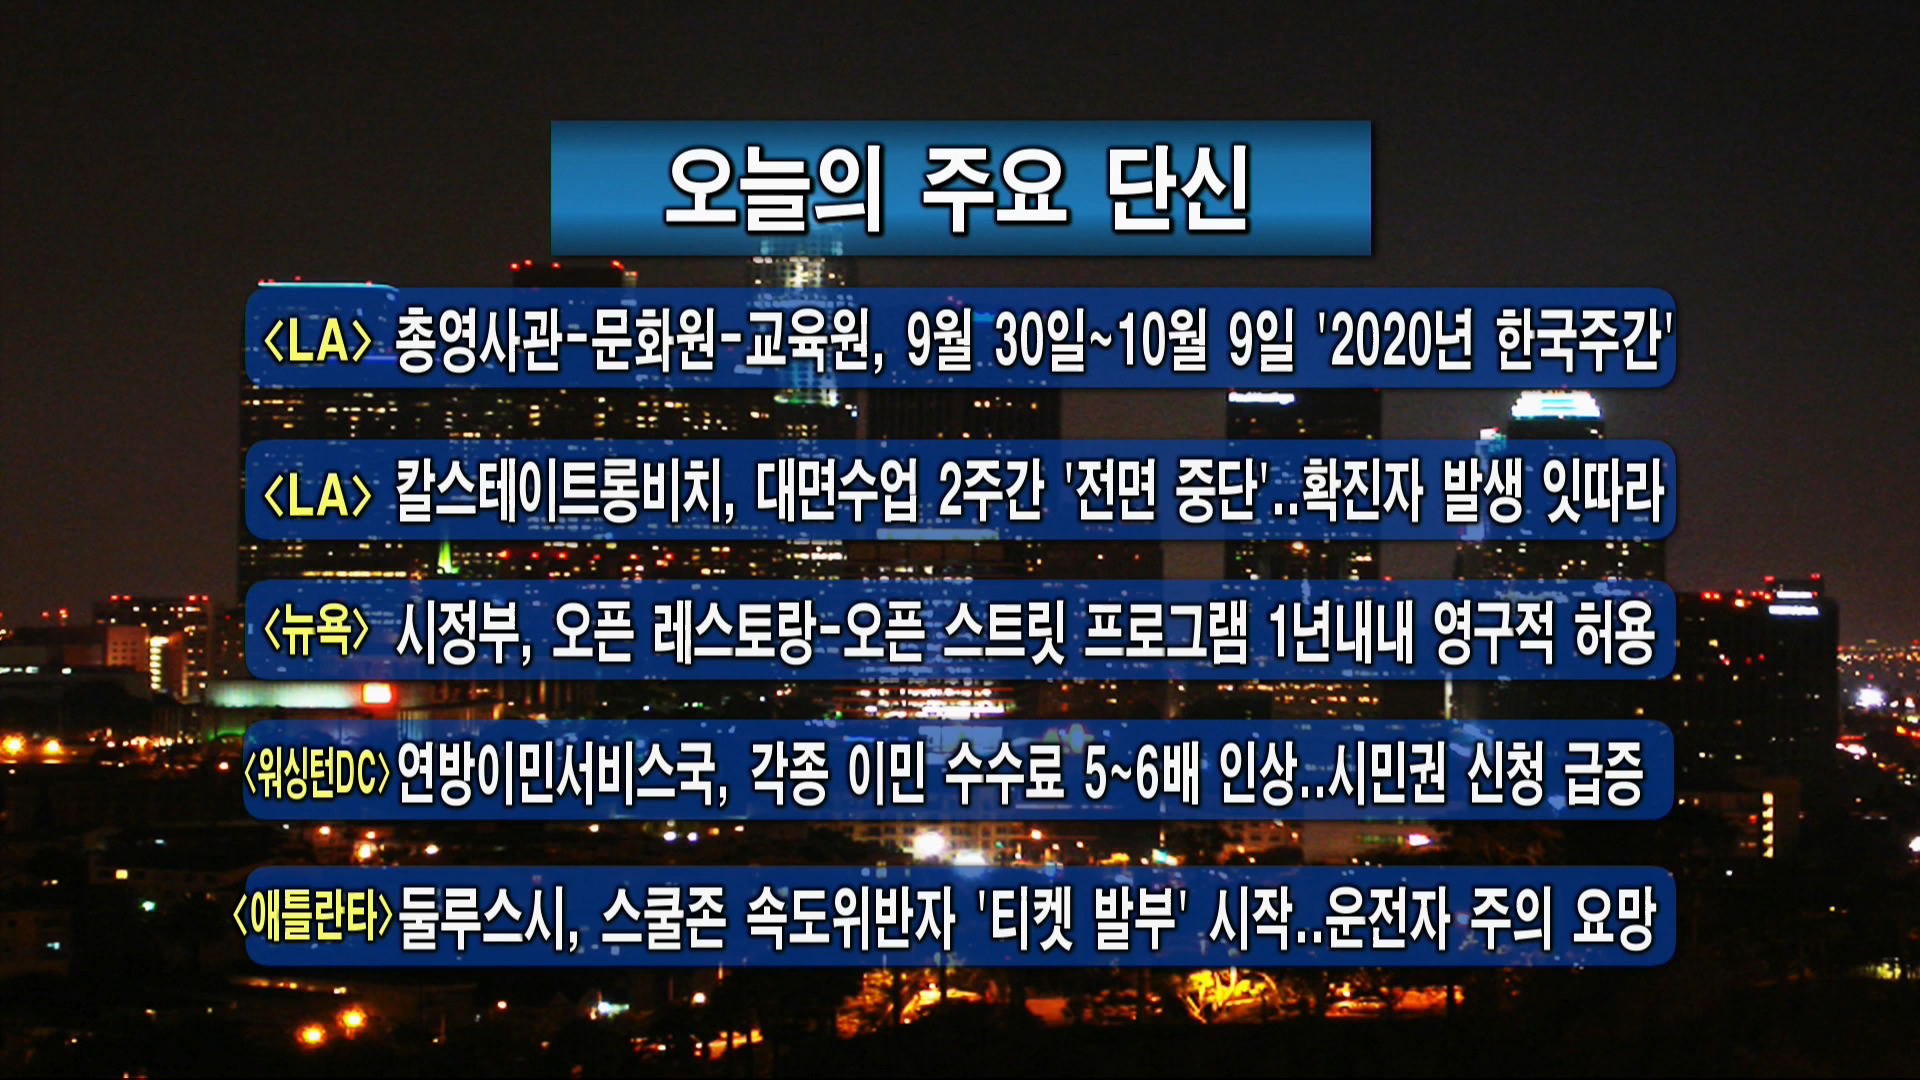 오늘의 주요 단신
<LA> 총영사관-문화원-교육원, 9월 30일~10월 9일 '2020년 한국주간'
<LA> 칼스테이트롱비치, 대면수업 2주간 '전면 중단'..확진자 발생 잇따라
<뉴욕> 시정부, 오픈 레스토랑-오픈 스트릿 프로그램 1년내내 영구적 허용
<워싱턴DC> 연방이민서비스국, 각종 이민 수수료 5~6배 인상..시민권 신청 급증
<애틀란타> 둘루스시, 스쿨존 속도위반자 '티켓 발부' 시작..운전자 주의 요망